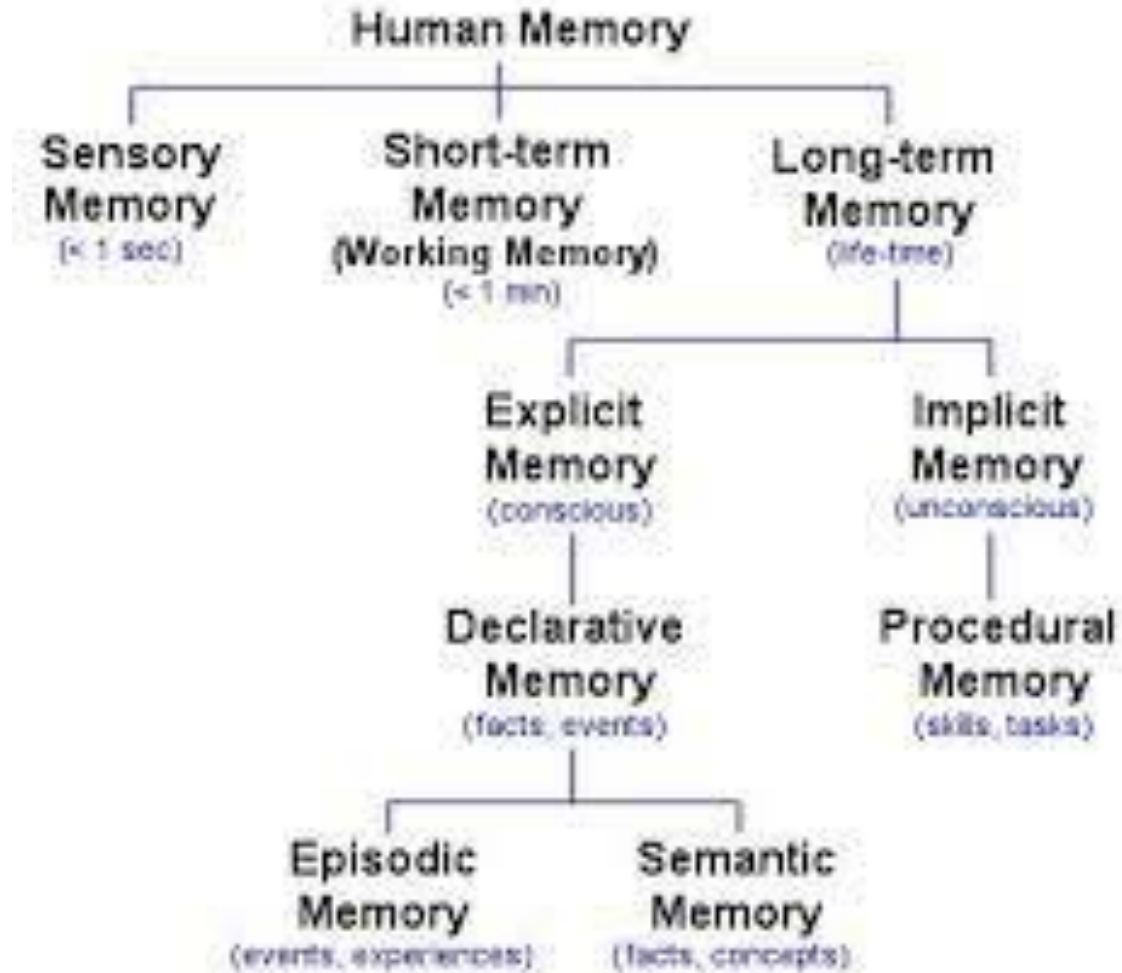 Human Memory
Sensory
Memory
(< 1 sec)
Short-term
Memory
(Working Memory)
(< 1 min)
Long-term
Memory
(life-time)
Explicit
Memory
(conscious)
Implicit
Memory
(unconscious)
Declarative
Memory
(facts, events)
Procedural
Memory
(skills, tasks)
Episodic
Memory
(events, experiences)
Semantic
Memory
(facts, concepts)